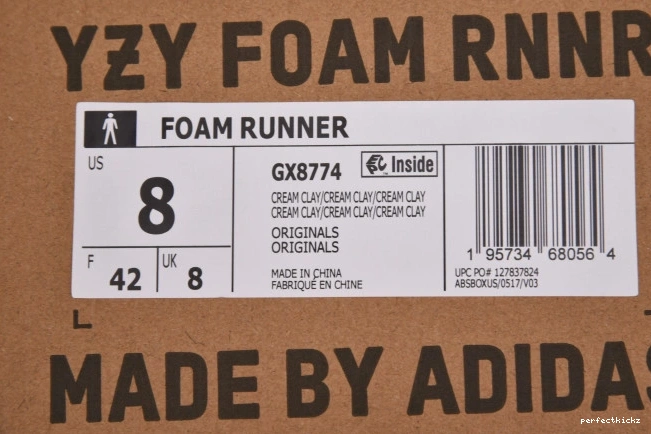 YZY FOAM RNNR
FOAM RUNNER
US
8
F
42
UK
8
GX8774
Inside
CREAM CLAY/CREAM CLAY/CREAM CLAY
CREAM CLAY/CREAM CLAY/CREAM CLAY
ORIGINALS
ORIGINALS
MADE IN CHINA
FABRIQUÉ EN CHINE
1 95734 68056 4
UPC PO# 127837824
ABSBOXUS/0517/V03
MADE BY ADIDAS
perfectkickz